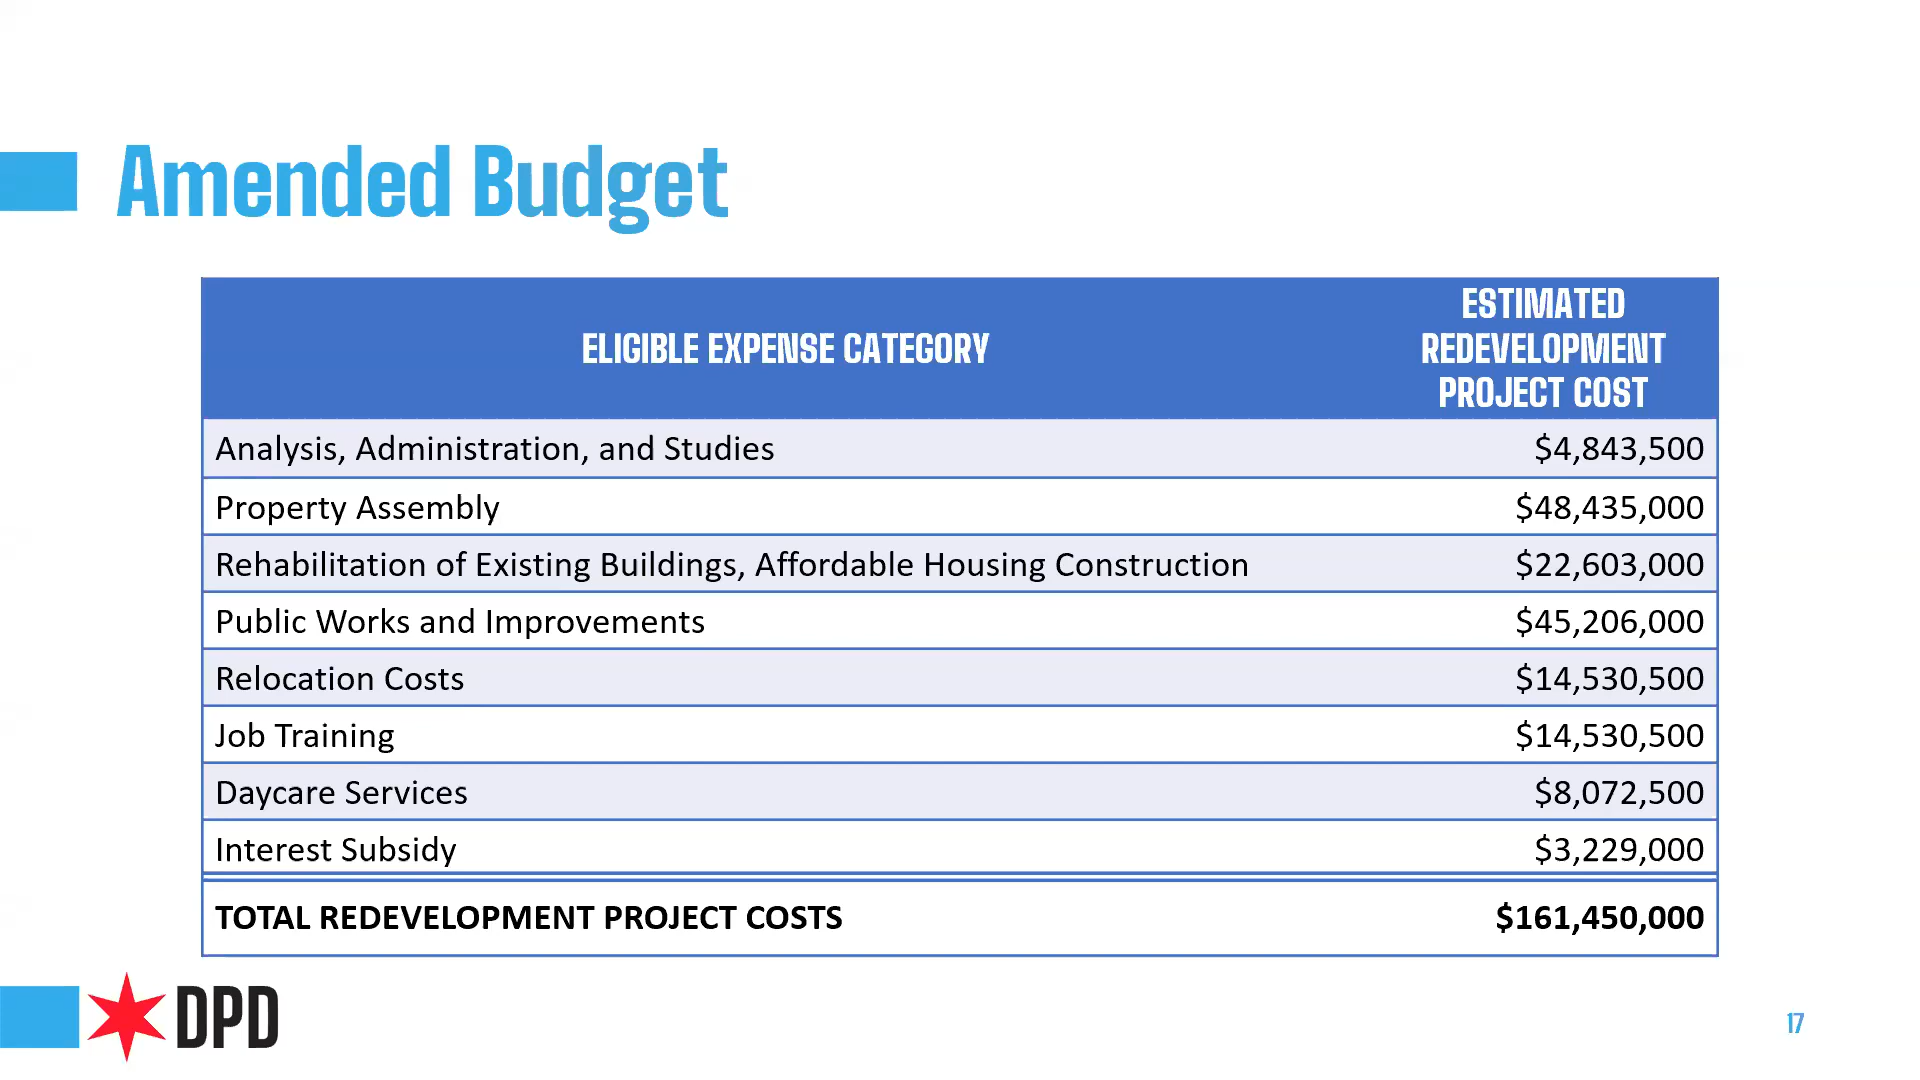 Amended Budget
ELIGIBLE EXPENSE CATEGORY
ESTIMATED
REDEVELOPMENT
PROJECT COST
Analysis, Administration, and Studies $4,843,500
Property Assembly $48,435,000
Rehabilitation of Existing Buildings, Affordable Housing Construction $22,603,000
Public Works and Improvements $45,206,000
Relocation Costs $14,530,500
Job Training $14,530,500
Daycare Services $8,072,500
Interest Subsidy $3,229,000
TOTAL REDEVELOPMENT PROJECT COSTS $161,450,000
DPD
17